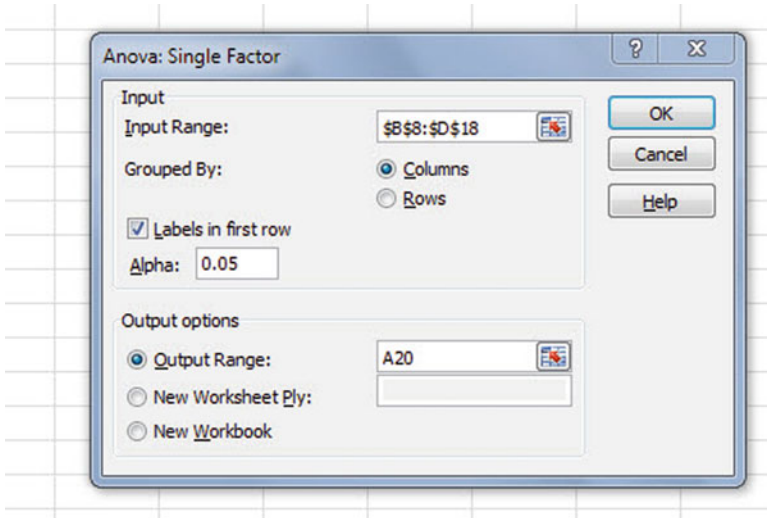 Anova: Single Factor
Input
Input Range: $B$8:$D$18
Grouped By: Columns
Rows
Labels in first row
Alpha: 0.05
OK
Cancel
Help
Output options
Output Range: A20
New Worksheet Ply:
New Workbook